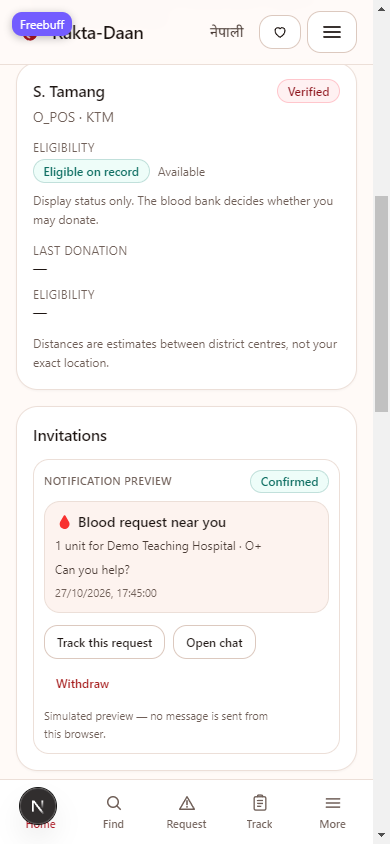 Freebuff
Rakta-Daan
नेपाली
S. Tamang
Verified
O_POS · KTM
ELIGIBILITY
Eligible on record
Available
Display status only. The blood bank decides whether you
may donate.
LAST DONATION
—
ELIGIBILITY
—
Distances are estimates between district centres, not your
exact location.
Invitations
NOTIFICATION PREVIEW
Confirmed
Blood request near you
1 unit for Demo Teaching Hospital · O+
Can you help?
27/10/2026, 17:45:00
Track this request
Open chat
Withdraw
Simulated preview — no message is sent from
this browser.
N
Home
Find
Request
Track
More